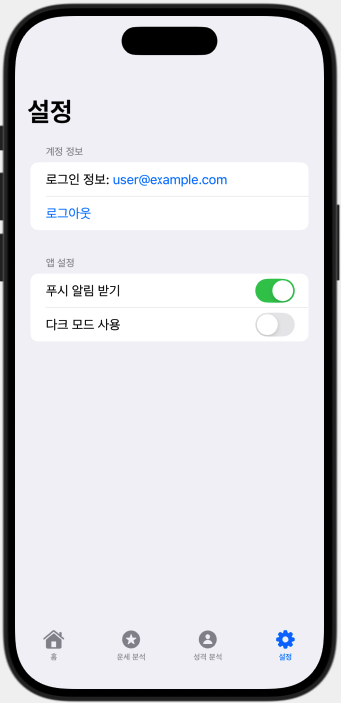 설정
계정 정보
로그인 정보: user@example.com
로그아웃
앱 설정
푸시 알림 받기
다크 모드 사용
홈 운세 분석 성격 분석 설정